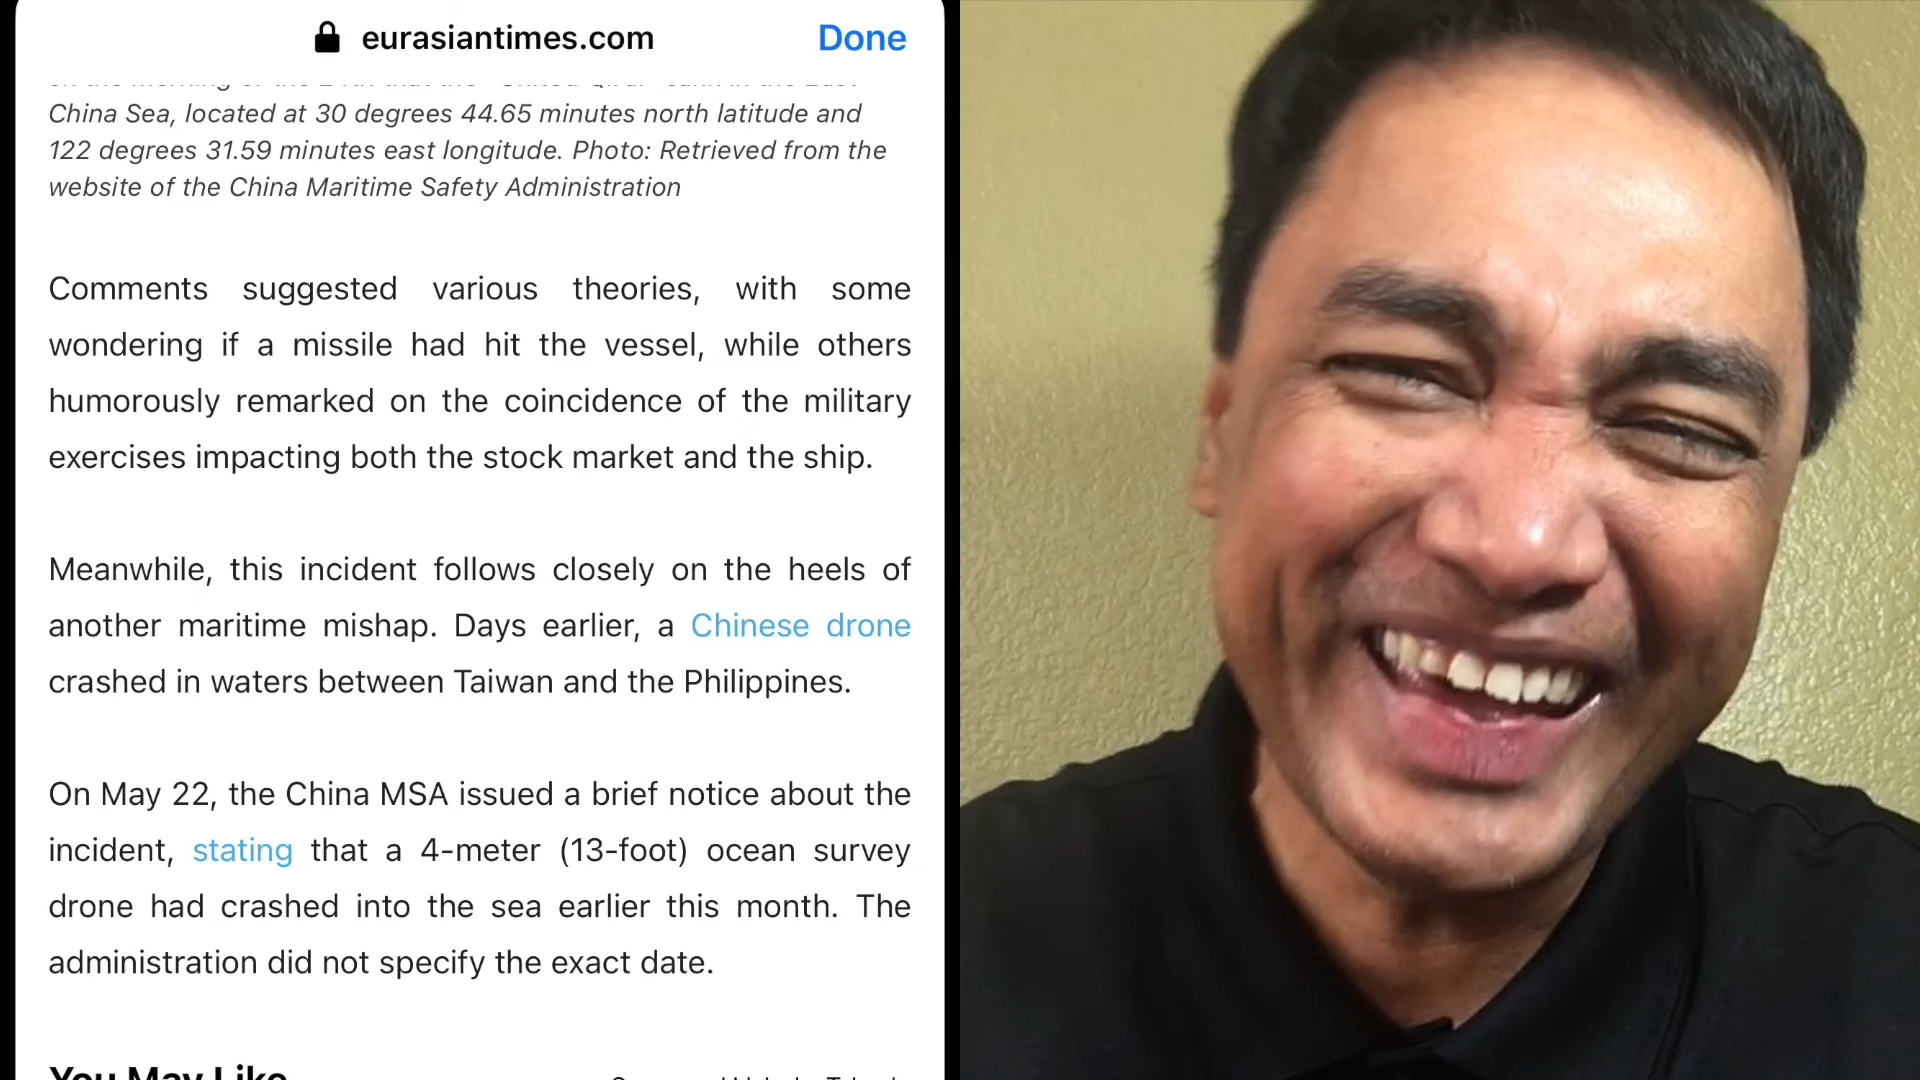 eurasiantimes.com Done
China Sea, located at 30 degrees 44.65 minutes north latitude and
122 degrees 31.59 minutes east longitude. Photo: Retrieved from the
website of the China Maritime Safety Administration
Comments suggested various theories, with some
wondering if a missile had hit the vessel, while others
humorously remarked on the coincidence of the military
exercises impacting both the stock market and the ship.
Meanwhile, this incident follows closely on the heels of
another maritime mishap. Days earlier, a Chinese drone
crashed in waters between Taiwan and the Philippines.
On May 22, the China MSA issued a brief notice about the
incident, stating that a 4-meter (13-foot) ocean survey
drone had crashed into the sea earlier this month. The
administration did not specify the exact date.
You May Like